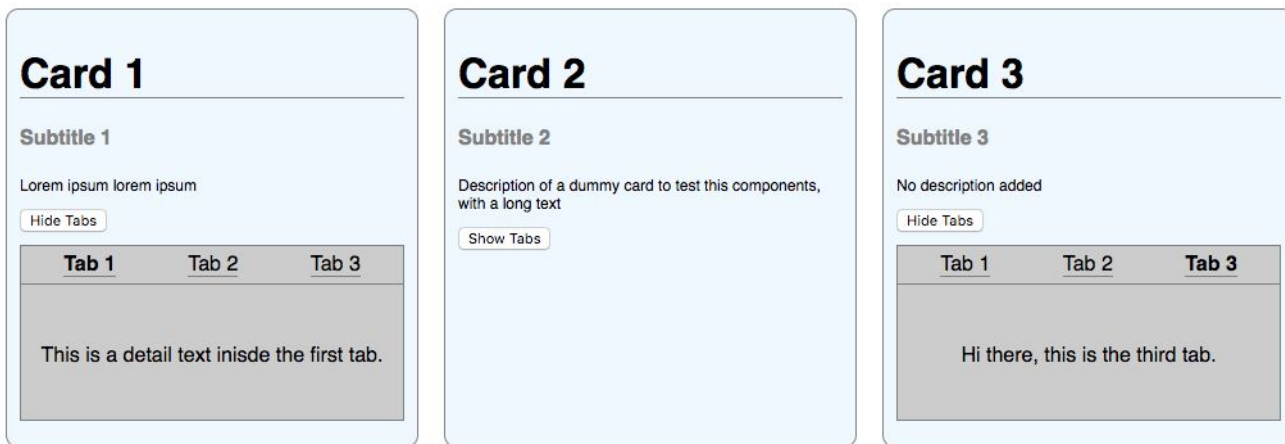 Card 1
Subtitle 1
Lorem ipsum lorem ipsum
Hide Tabs
Tab 1 Tab 2 Tab 3
This is a detail text inisde the first tab.
Card 2
Subtitle 2
Description of a dummy card to test this components,
with a long text
Show Tabs
Card 3
Subtitle 3
No description added
Hide Tabs
Tab 1 Tab 2 Tab 3
Hi there, this is the third tab.